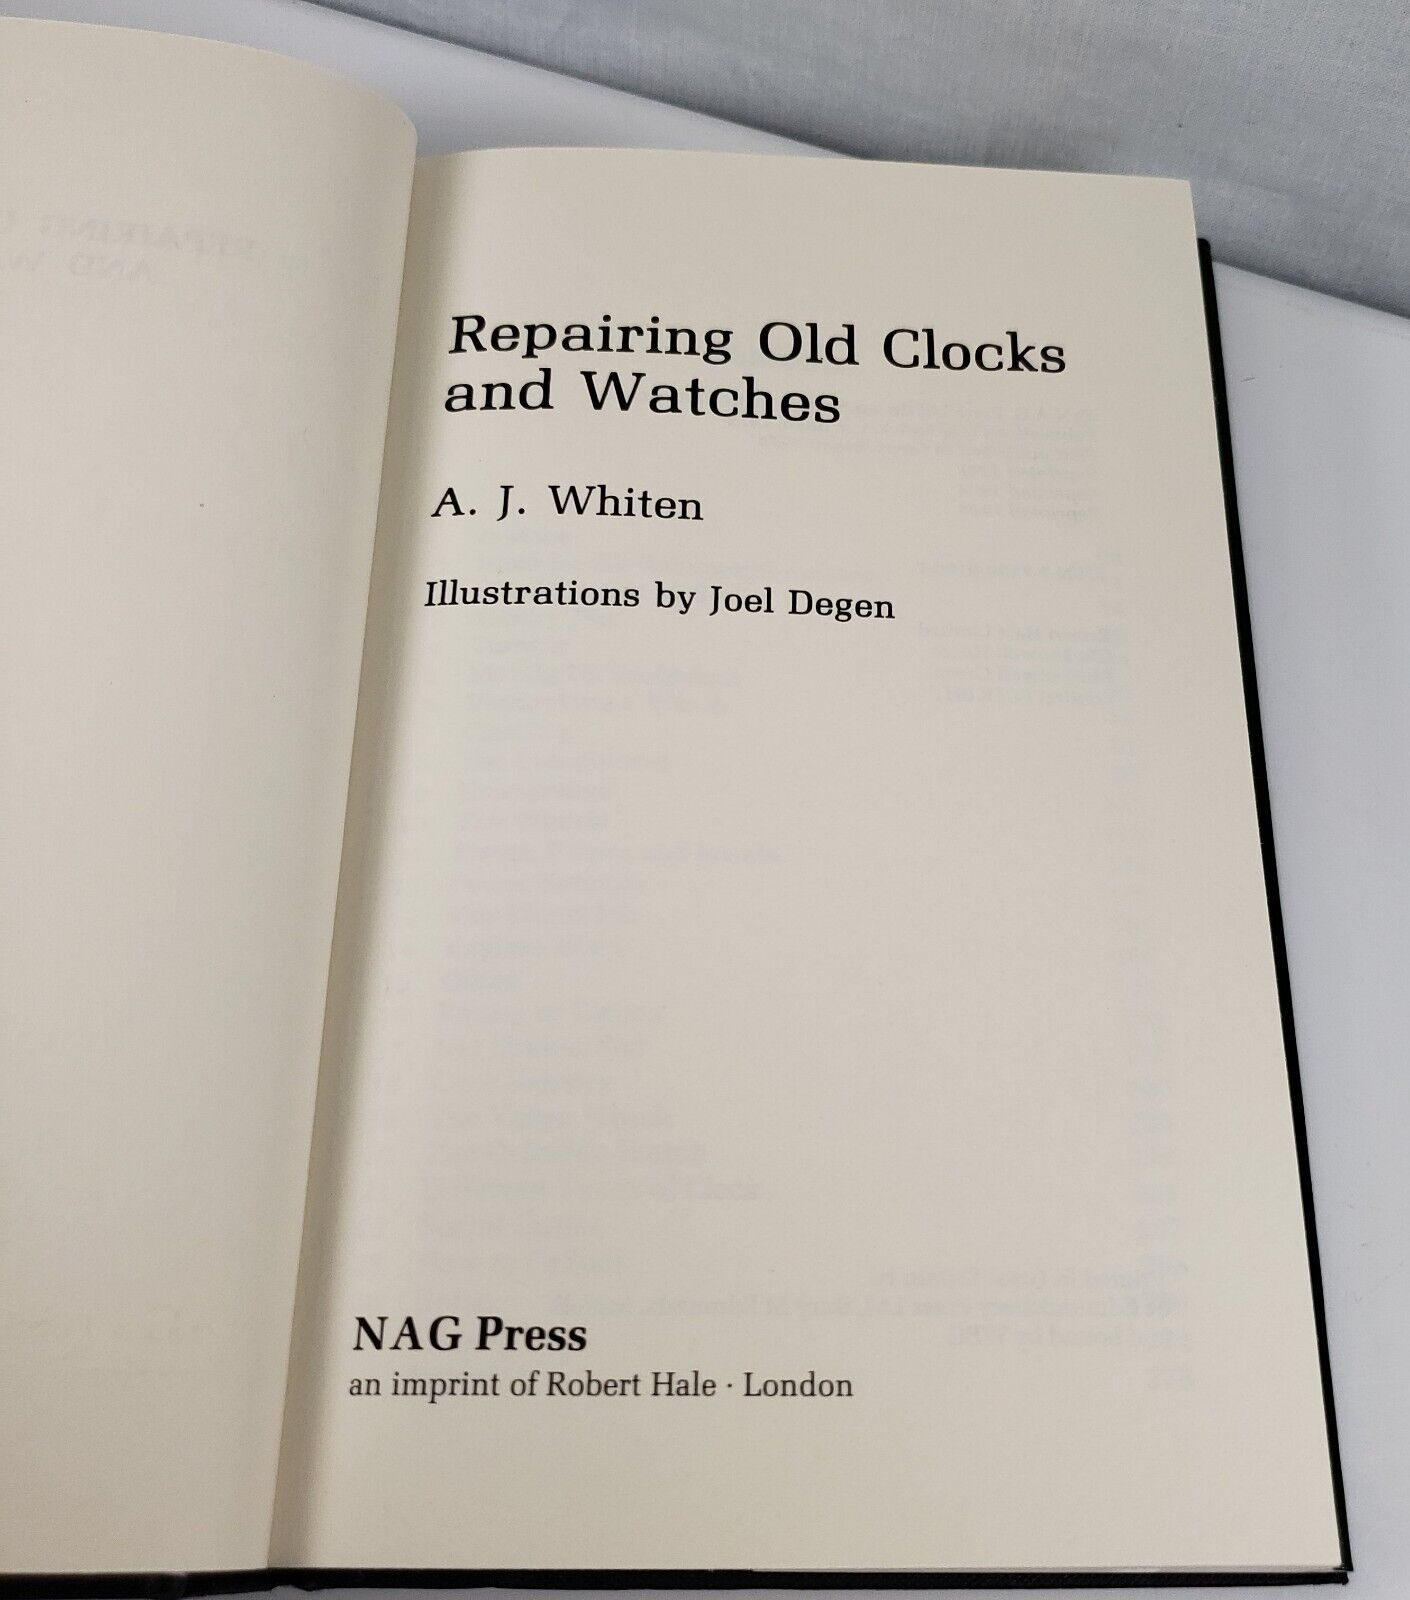 Repairing Old Clocks
and Watches
A. J. Whiten
Illustrations by Joel Degen
NAG Press
an imprint of Robert Hale · London